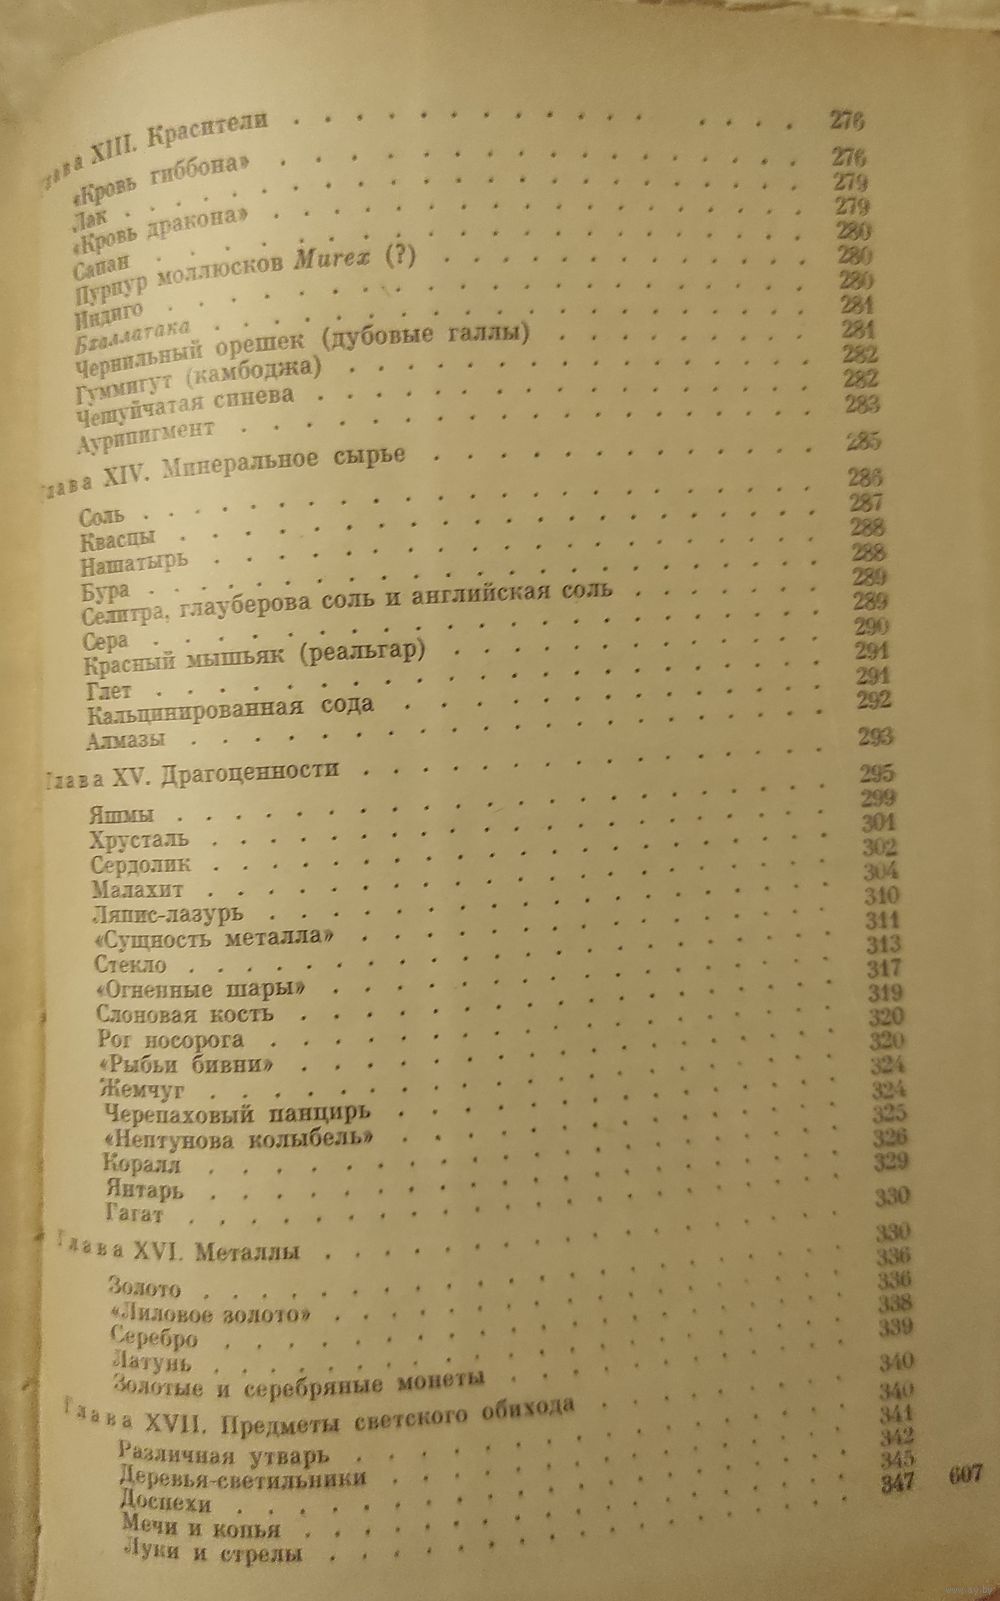 Глава XIII. Красители . . . . . . . . . . . . . . . . 276
«Кровь гиббона» . . . . . . . . . . . . . . . . 276
Лак . . . . . . . . . . . . . . . . . . . . 279
«Кровь дракона» . . . . . . . . . . . . . . . . 279
Сапан . . . . . . . . . . . . . . . . . . . 280
Пурпур моллюсков Murex (?) . . . . . . . . . . . 280
Индиго . . . . . . . . . . . . . . . . . . . 280
Бхаллатака . . . . . . . . . . . . . . . . . . 281
Чернильный орешек (дубовые галлы) . . . . . . . . 281
Гуммигут (камбоджа) . . . . . . . . . . . . . . 282
Чешуйчатая синева . . . . . . . . . . . . . . . 282
Аурипигмент . . . . . . . . . . . . . . . . . 283
Глава XIV. Минеральное сырье . . . . . . . . . . . . 285
Соль . . . . . . . . . . . . . . . . . . . . 286
Квасцы . . . . . . . . . . . . . . . . . . . 287
Нашатырь . . . . . . . . . . . . . . . . . . 288
Бура . . . . . . . . . . . . . . . . . . . . 288
Селитра, глауберова соль и английская соль . . . . . . 289
Сера . . . . . . . . . . . . . . . . . . . . 289
Красный мышьяк (реальгар) . . . . . . . . . . . . 290
Глет . . . . . . . . . . . . . . . . . . . . 291
Кальцинированная сода . . . . . . . . . . . . . 291
Алмазы . . . . . . . . . . . . . . . . . . . 292
Глава XV. Драгоценности . . . . . . . . . . . . . . 293
Яшмы . . . . . . . . . . . . . . . . . . . . 295
Хрусталь . . . . . . . . . . . . . . . . . . . 299
Сердолик . . . . . . . . . . . . . . . . . . . 301
Малахит . . . . . . . . . . . . . . . . . . . 302
Ляпис-лазурь . . . . . . . . . . . . . . . . . 304
«Сущность металла» . . . . . . . . . . . . . . 310
Стекло . . . . . . . . . . . . . . . . . . . 311
«Огненные шары» . . . . . . . . . . . . . . . 313
Слоновая кость . . . . . . . . . . . . . . . . 317
Рог носорога . . . . . . . . . . . . . . . . . 319
«Рыбьи бивни» . . . . . . . . . . . . . . . . 320
Жемчуг . . . . . . . . . . . . . . . . . . . 320
Черепаховый панцирь . . . . . . . . . . . . . . 324
«Нептунова колыбель» . . . . . . . . . . . . . 324
Коралл . . . . . . . . . . . . . . . . . . . 325
Янтарь . . . . . . . . . . . . . . . . . . . 326
Гагат . . . . . . . . . . . . . . . . . . . . 329
Глава XVI. Металлы . . . . . . . . . . . . . . . . 330
Золото . . . . . . . . . . . . . . . . . . . 330
«Лиловое золото» . . . . . . . . . . . . . . . 336
Серебро . . . . . . . . . . . . . . . . . . . 336
Латунь . . . . . . . . . . . . . . . . . . . 338
Золотые и серебряные монеты . . . . . . . . . . 339
Глава XVII. Предметы светского обихода . . . . . . . . 340
Различная утварь . . . . . . . . . . . . . . . 340
Деревья-светильники . . . . . . . . . . . . . . 341
Доспехи . . . . . . . . . . . . . . . . . . . 342
Мечи и копья . . . . . . . . . . . . . . . . . 345
Луки и стрелы . . . . . . . . . . . . . . . . 347
607
www.ay.by